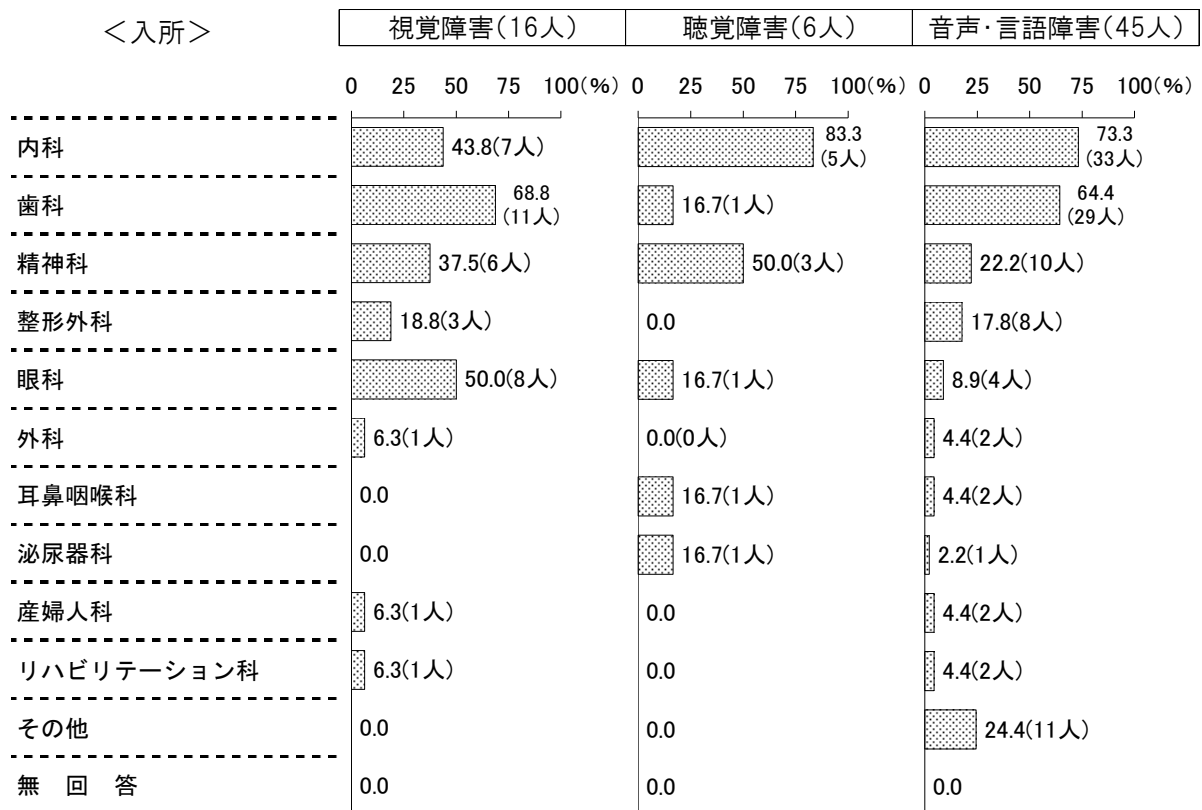 ＜入所＞
視覚障害(16人) 聴覚障害(6人) 音声･言語障害(45人)
0 25 50 75 100(%) 0 25 50 75 100(%) 0 25 50 75 100(%)
内科 43.8(7人) 83.3 (5人) 73.3 (33人)
歯科 68.8 (11人) 16.7(1人) 64.4 (29人)
精神科 37.5(6人) 50.0(3人) 22.2(10人)
整形外科 18.8(3人) 0.0 17.8(8人)
眼科 50.0(8人) 16.7(1人) 8.9(4人)
外科 6.3(1人) 0.0(0人) 4.4(2人)
耳鼻咽喉科 0.0 16.7(1人) 4.4(2人)
泌尿器科 0.0 16.7(1人) 2.2(1人)
産婦人科 6.3(1人) 0.0 4.4(2人)
リハビリテーション科 6.3(1人) 0.0 4.4(2人)
その他 0.0 0.0 24.4(11人)
無　回　答 0.0 0.0 0.0